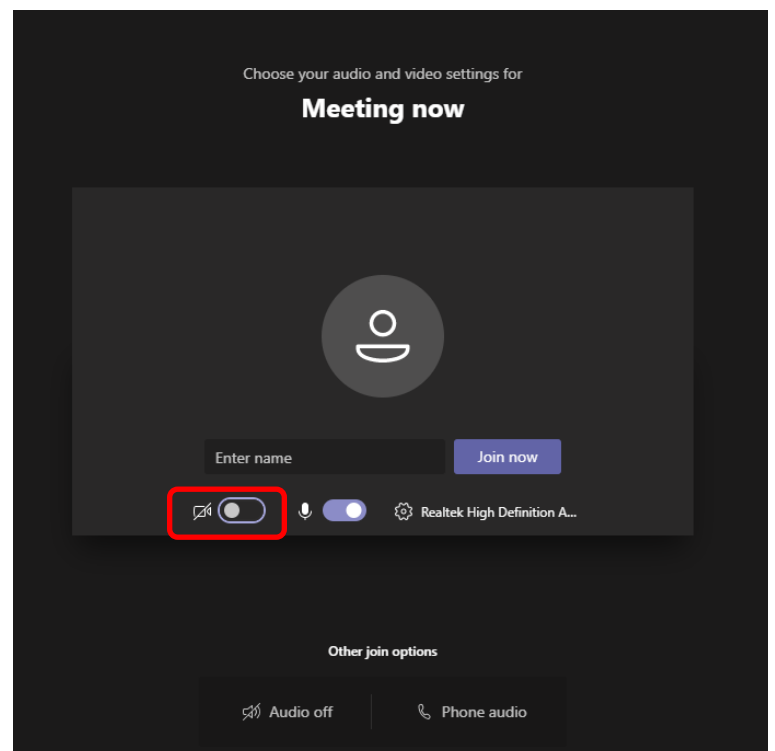 Choose your audio and video settings for
Meeting now
Enter name
Join now
Realtek High Definition A...
Other join options
Audio off
Phone audio